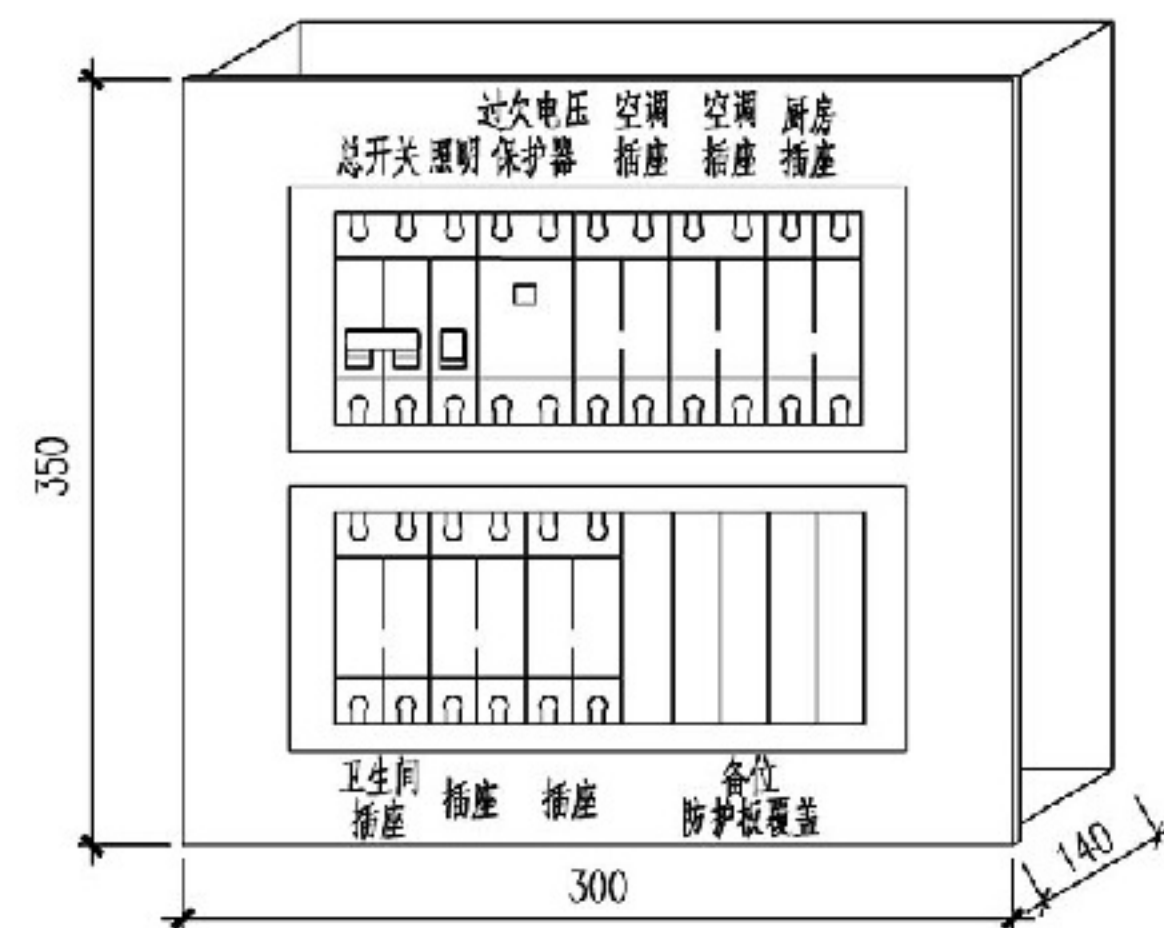 过欠电压 空调 空调 厨房
总开关 照明 保护器 插座 插座 插座
350
卫生间 插座 插座 备位
插座 防护板覆盖
140
300